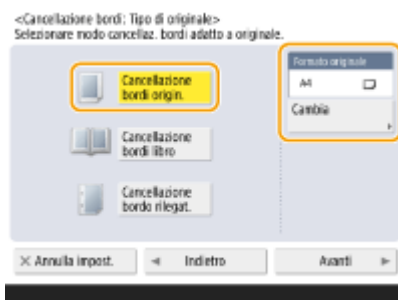 <Cancellazione bordi: Tipo di originale>
Selezionare modo cancellaz. bordi adatto a originale.
Formato originale
A4
Cambia
Cancellazione
bordi origin.
Cancellazione
bordi libro
Cancellazione
bordo rilegat.
Annulla impost.
Indietro
Avanti